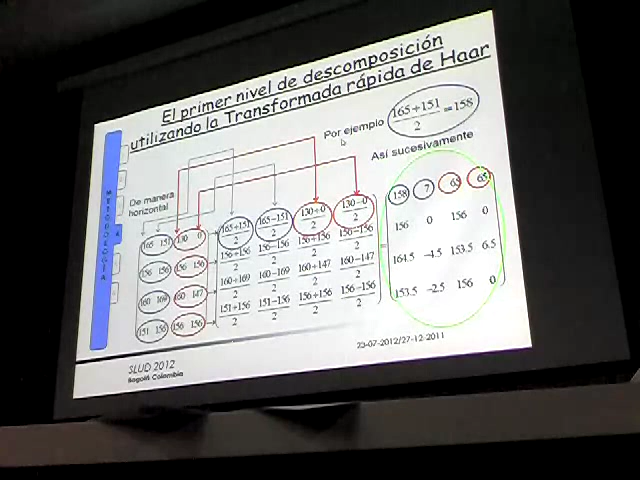 El primer nivel de descomposición
utilizando la Transformada rápida de Haar
Por ejemplo
165+151
2
=158
Así sucesivamente
METODOLOGÍA
De manera
horizontal
165 151 130 0
156 156 156 156
160 169 160 147
151 156 156 156
165+151 165-151 130+0 130-0
2 2 2 2
156+156 156-156 156+156 156-156
2 2 2 2
160+169 160-169 160+147 160-147
2 2 2 2
151+156 151-156 156+156 156-156
2 2 2 2
=
158 7 65 65
156 0 156 0
164.5 -4.5 153.5 6.5
153.5 -2.5 156 0
SLUD 2012
Bogotá Colombia
23-07-2012/27-12-2011